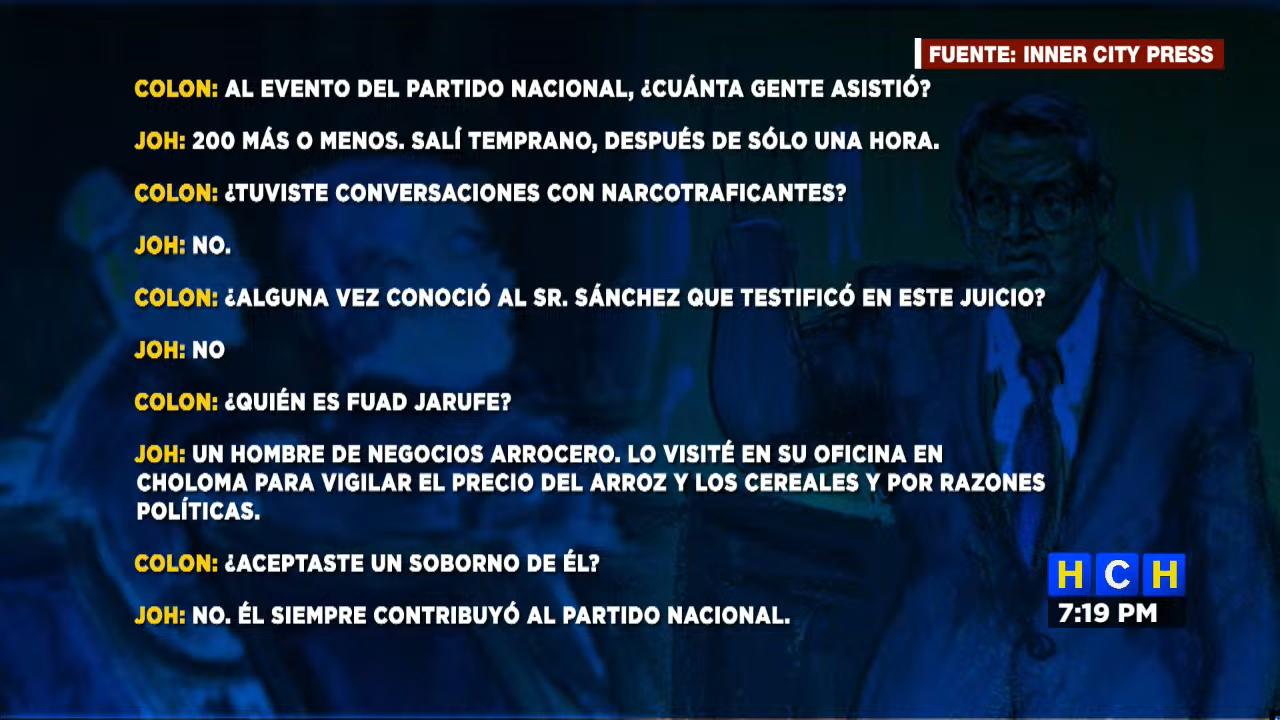 FUENTE: INNER CITY PRESS
COLON: AL EVENTO DEL PARTIDO NACIONAL, ¿CUÁNTA GENTE ASISTIÓ?
JOH: 200 MÁS O MENOS. SALÍ TEMPRANO, DESPUÉS DE SÓLO UNA HORA.
COLON: ¿TUVISTE CONVERSACIONES CON NARCOTRAFICANTES?
JOH: NO.
COLON: ¿ALGUNA VEZ CONOCIÓ AL SR. SÁNCHEZ QUE TESTIFICÓ EN ESTE JUICIO?
JOH: NO
COLON: ¿QUIÉN ES FUAD JARUFE?
JOH: UN HOMBRE DE NEGOCIOS ARROCERO. LO VISITÉ EN SU OFICINA EN
CHOLOMA PARA VIGILAR EL PRECIO DEL ARROZ Y LOS CEREALES Y POR RAZONES
POLÍTICAS.
COLON: ¿ACEPTASTE UN SOBORNO DE ÉL?
JOH: NO. ÉL SIEMPRE CONTRIBUYÓ AL PARTIDO NACIONAL.
HCH
7:19 PM